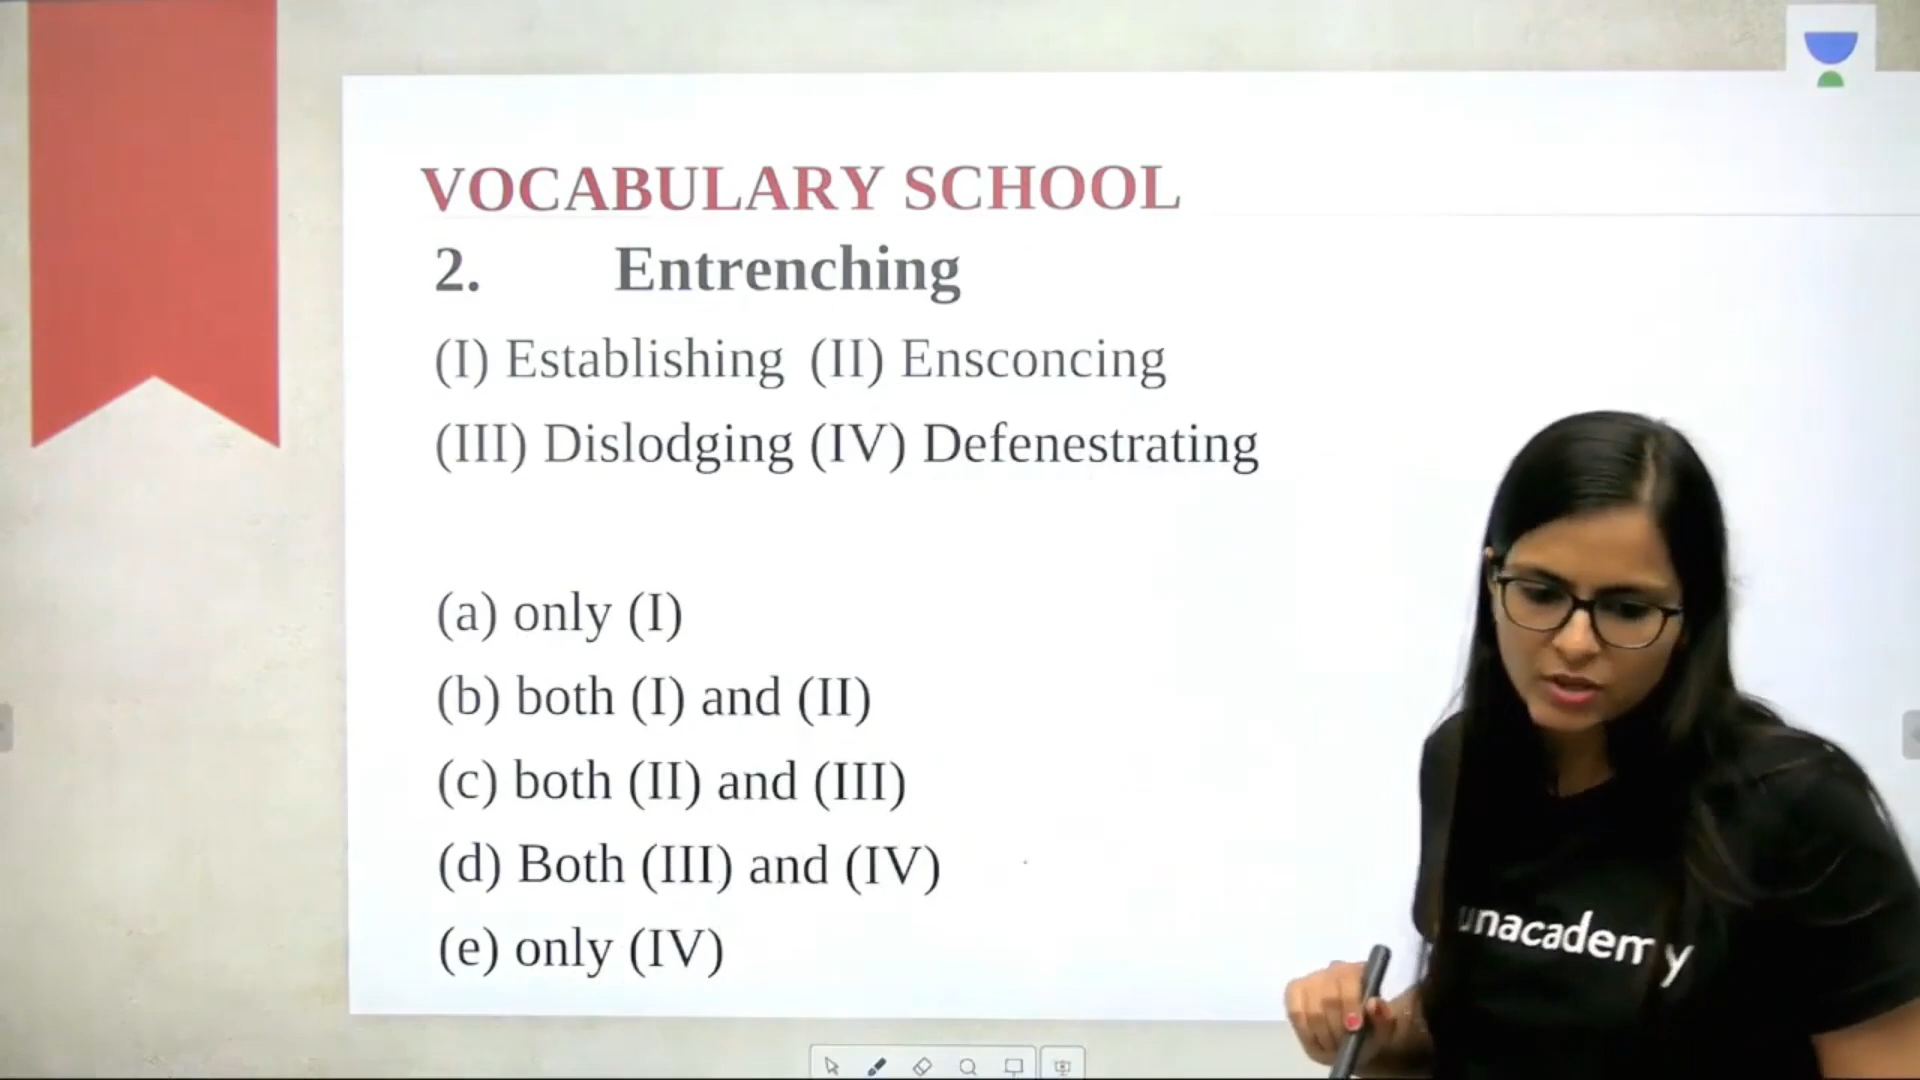 VOCABULARY SCHOOL
2. Entrenching
(I) Establishing (II) Ensconcing
(III) Dislodging (IV) Defenestrating
(a) only (I)
(b) both (I) and (II)
(c) both (II) and (III)
(d) Both (III) and (IV)
(e) only (IV)
unacademy